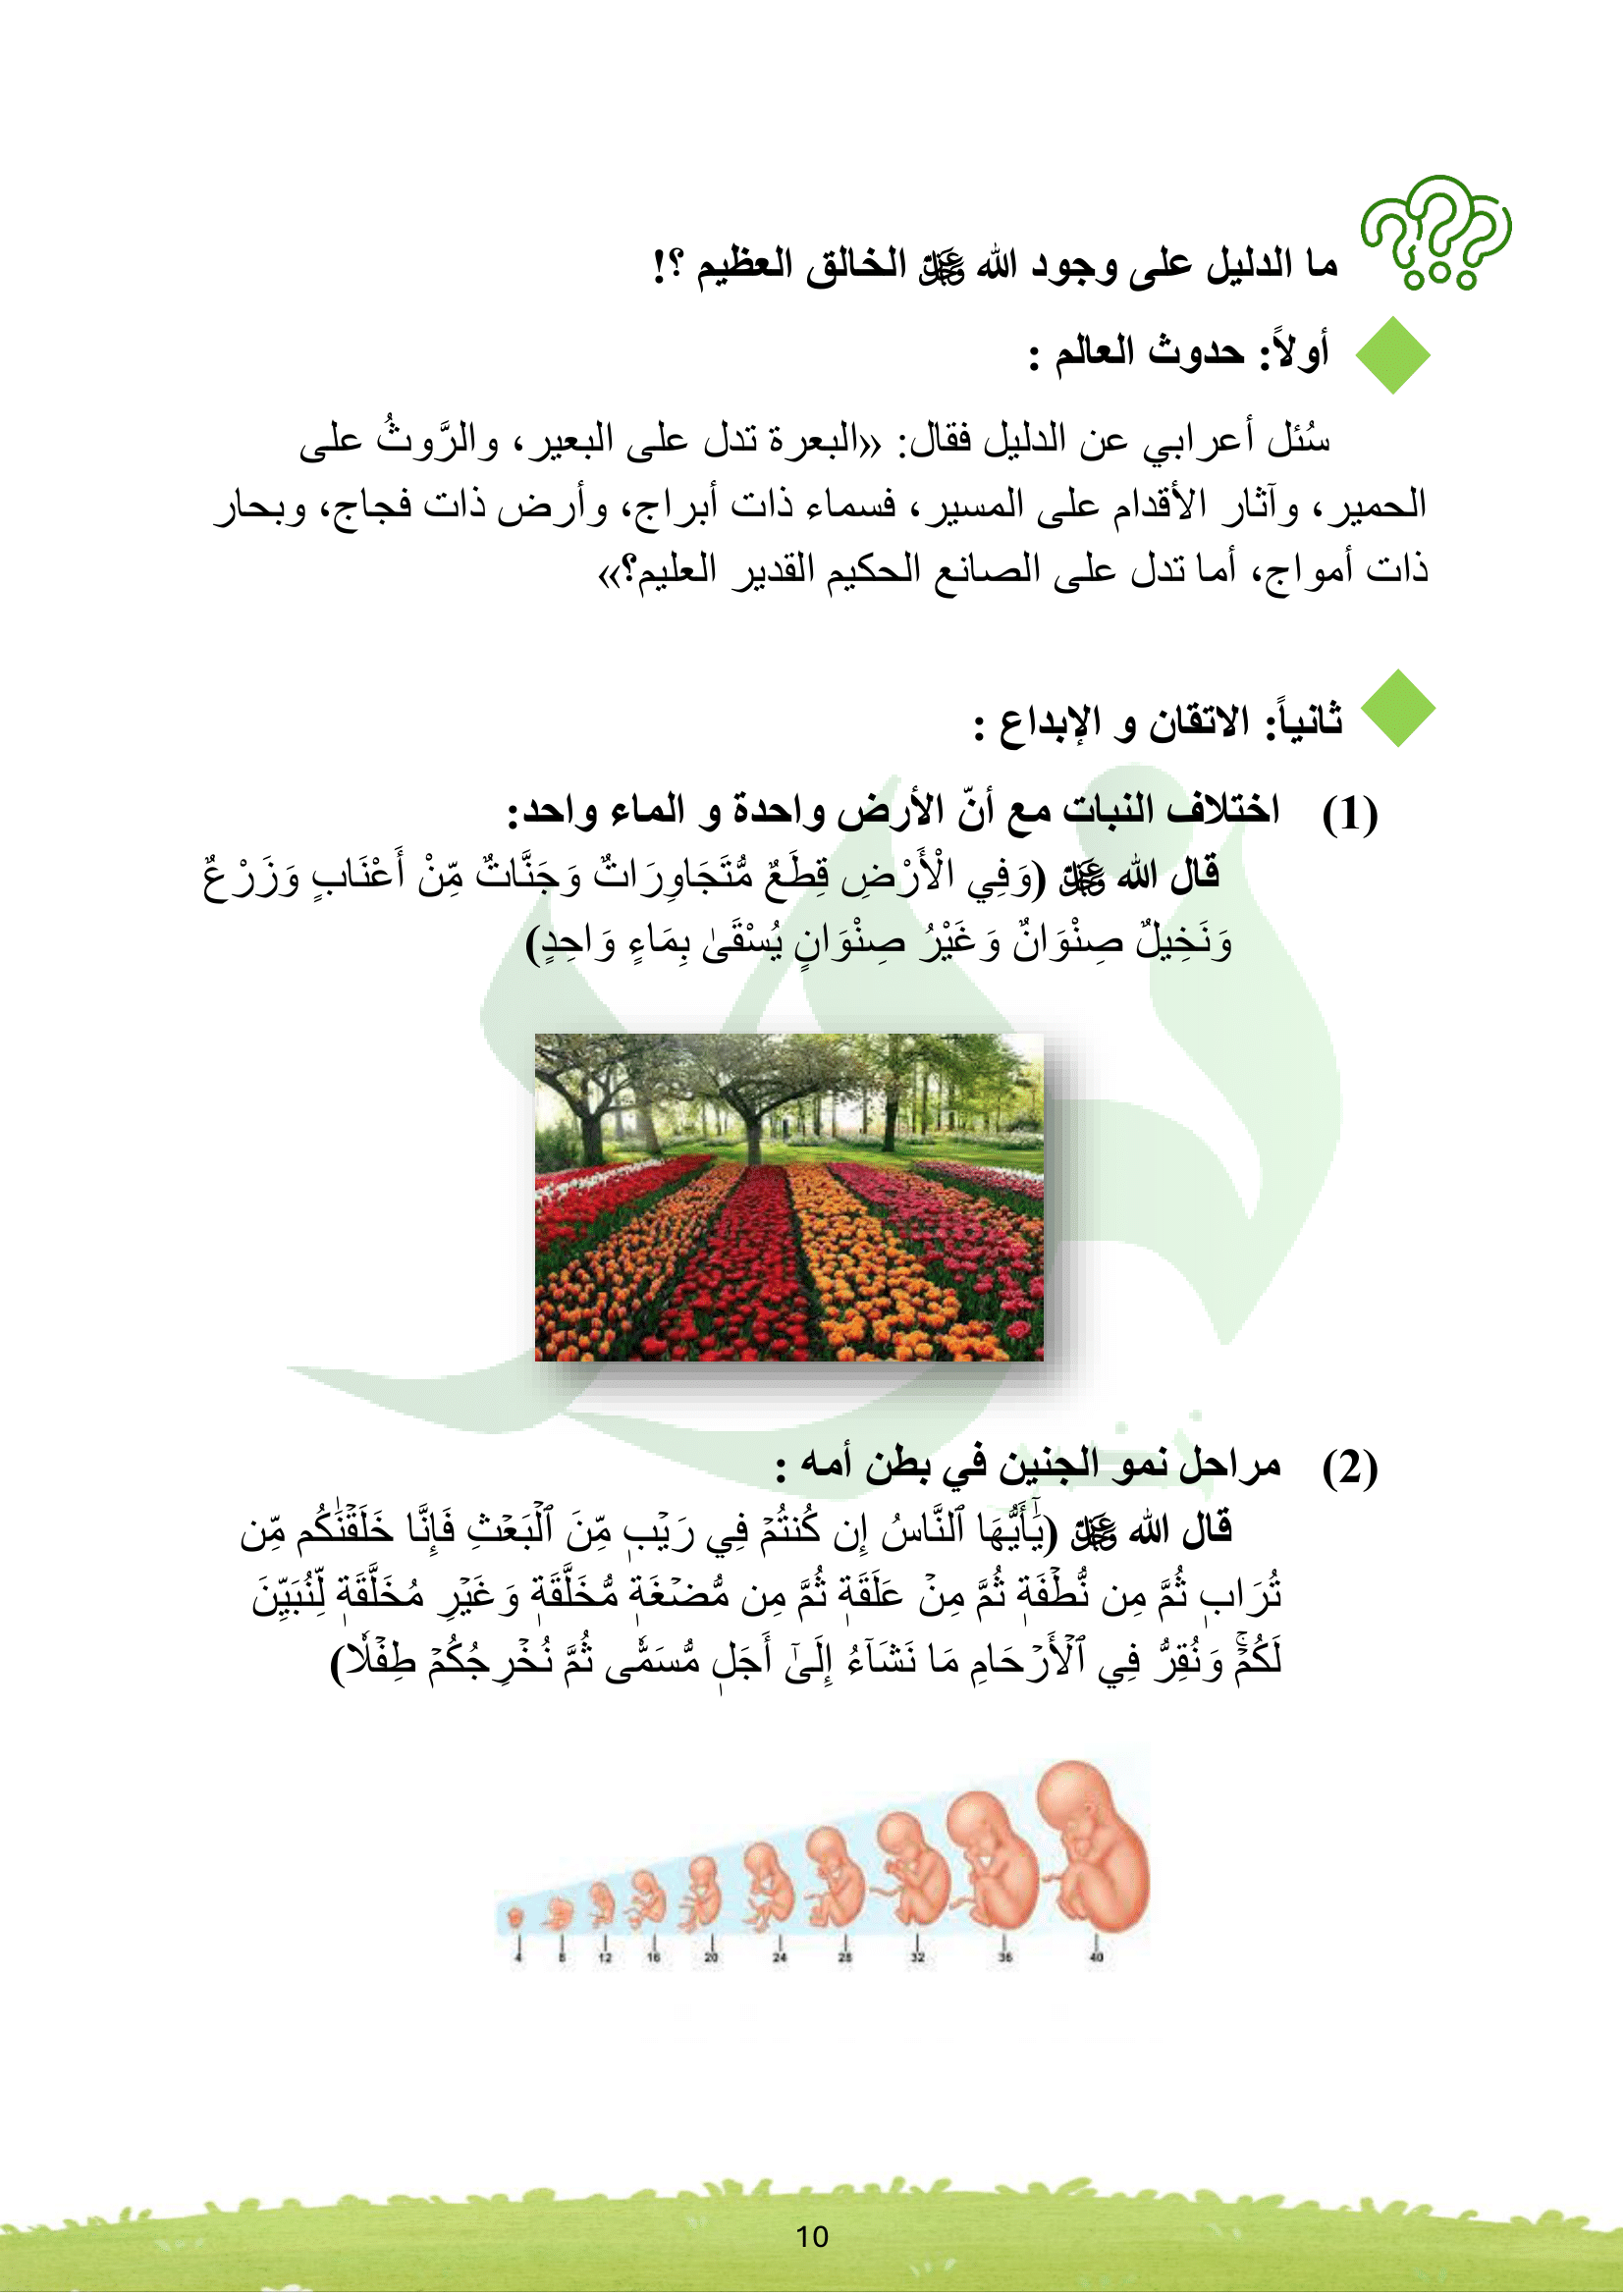 ما الدليل على وجود الله ﷻ الخالق العظيم ؟!
أولاً: حدوث العالم :
سُئل أعرابي عن الدليل فقال: «البعرة تدل على البعير، والرَّوثُ على
الحمير، وآثار الأقدام على المسير، فسماء ذات أبراج، وأرض ذات فجاج، وبحار
ذات أمواج، أما تدل على الصانع الحكيم القدير العليم؟»
ثانياً: الاتقان و الإبداع :
(1) اختلاف النبات مع أنّ الأرض واحدة و الماء واحد:
قال الله ﷻ (وَفِي الْأَرْضِ قِطَعٌ مُّتَجَاوِرَاتٌ وَجَنَّاتٌ مِّنْ أَعْنَابٍ وَزَرْعٌ
وَنَخِيلٌ صِنْوَانٌ وَغَيْرُ صِنْوَانٍ يُسْقَىٰ بِمَاءٍ وَاحِدٍ)
(2) مراحل نمو الجنين في بطن أمه :
قال الله ﷻ (يَٰٓأَيُّهَا ٱلنَّاسُ إِن كُنتُمۡ فِي رَيۡبٖ مِّنَ ٱلۡبَعۡثِ فَإِنَّا خَلَقۡنَٰكُم مِّن
تُرَابٖ ثُمَّ مِن نُّطۡفَةٖ ثُمَّ مِنۡ عَلَقَةٖ ثُمَّ مِن مُّضۡغَةٖ مُّخَلَّقَةٖ وَغَيۡرِ مُخَلَّقَةٖ لِّنُبَيِّنَ
لَكُمۡۚ وَنُقِرُّ فِي ٱلۡأَرۡحَامِ مَا نَشَآءُ إِلَىٰٓ أَجَلٖ مُّسَمّٗى ثُمَّ نُخۡرِجُكُمۡ طِفۡلٗا)
4 8 12 16 20 24 28 32 36 40
10